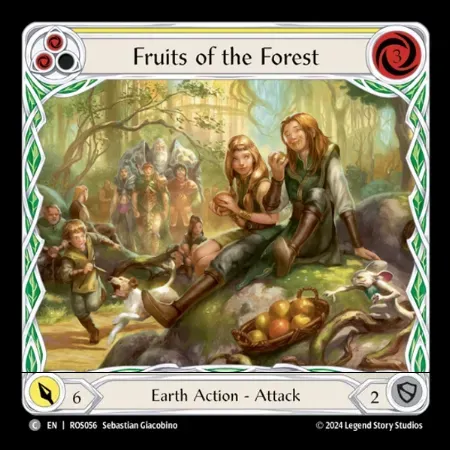 Fruits of the Forest
3
6
Earth Action - Attack
2
C EN | ROS056 Sebastian Giacobino
© 2024 Legend Story Studios